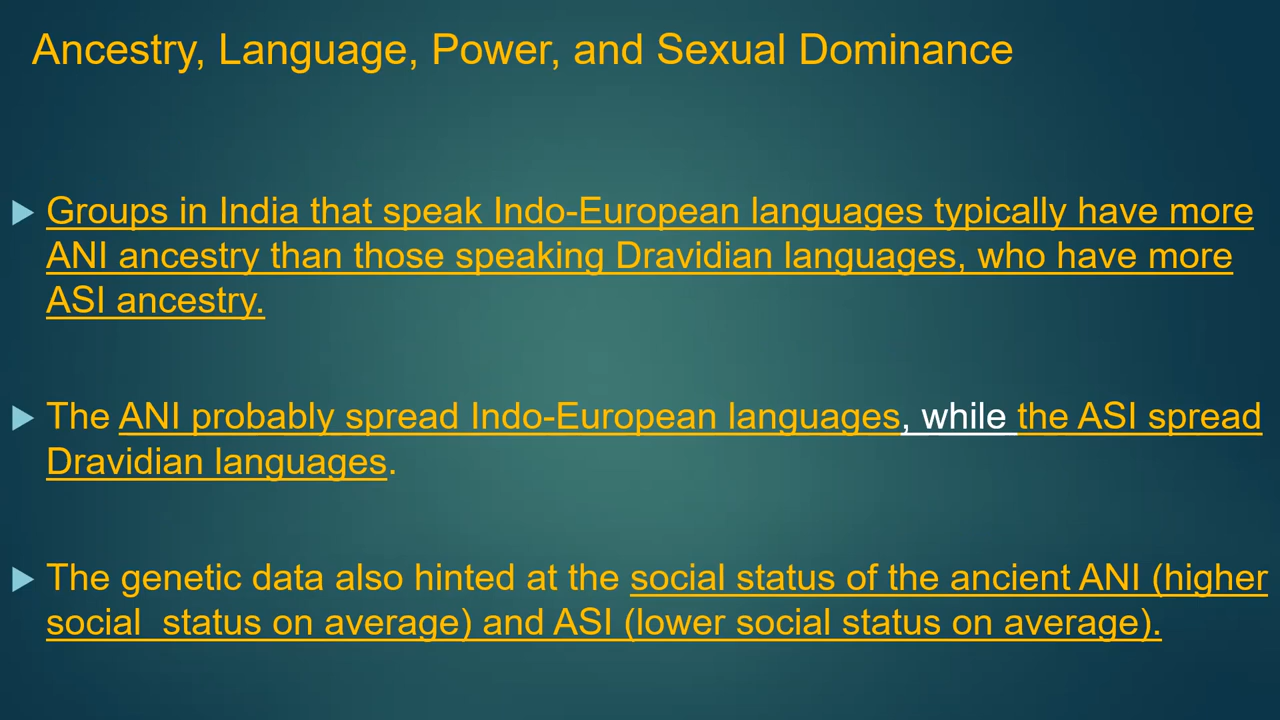 Ancestry, Language, Power, and Sexual Dominance
Groups in India that speak Indo-European languages typically have more
ANI ancestry than those speaking Dravidian languages, who have more
ASI ancestry.
The ANI probably spread Indo-European languages, while the ASI spread
Dravidian languages.
The genetic data also hinted at the social status of the ancient ANI (higher
social  status on average) and ASI (lower social status on average).